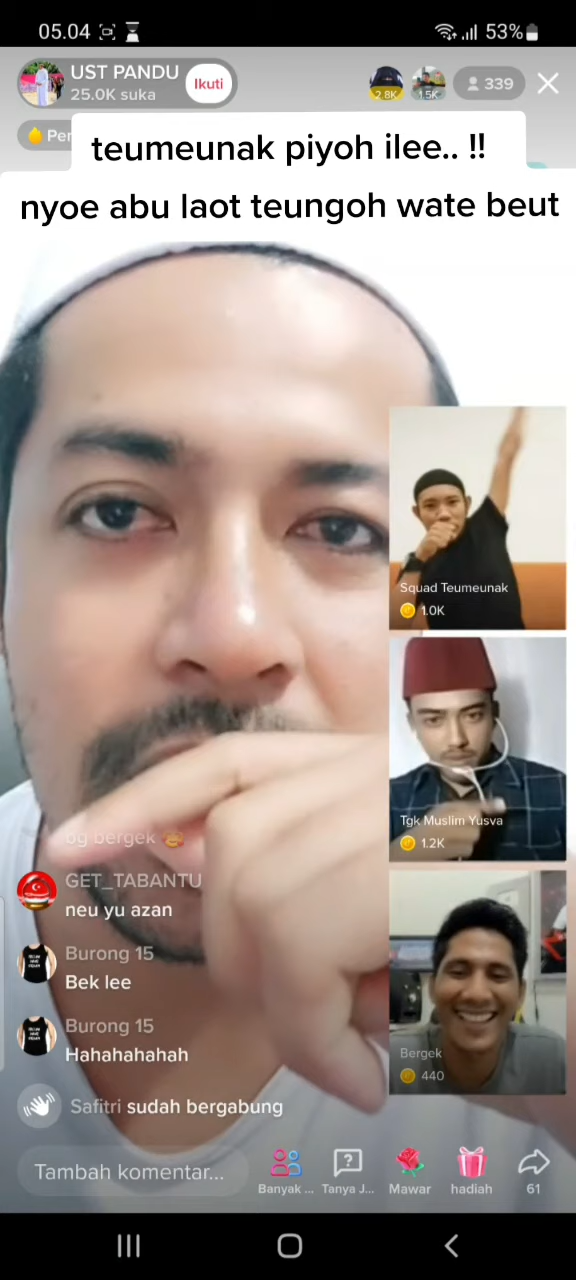 05.04
53%
UST PANDU
25.0K suka
Ikuti
2.8K
1.5K
339
Per
teumeunak piyoh ilee.. !!
nyoe abu laot teungoh wate beut
Squad Teumeunak
1.0K
Tgk Muslim Yusva
1.2K
Bergek
440
bg bergek
GET_TABANTU
neu yu azan
Burong 15
Bek lee
Burong 15
Hahahahahah
Safitri sudah bergabung
Tambah komentar...
Banyak ...
Tanya J...
Mawar
hadiah
61